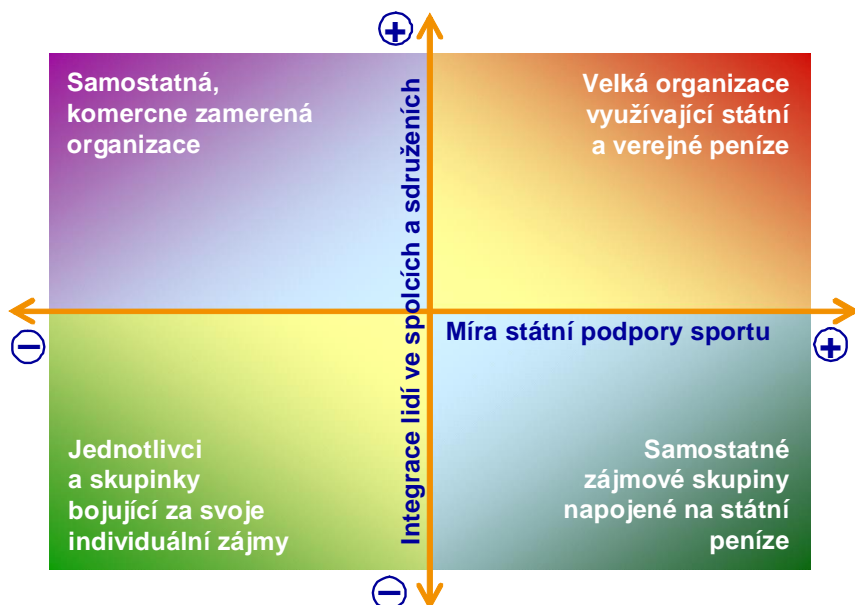 +
Samostatná,
komercne zamerená
organizace
Velká organizace
využívající státní
a verejné peníze
Integrace lidí ve spolcích a sdruženích
−
Míra státní podpory sportu
+
Jednotlivci
a skupinky
bojující za svoje
individuální zájmy
Samostatné
zájmové skupiny
napojené na státní
peníze
−